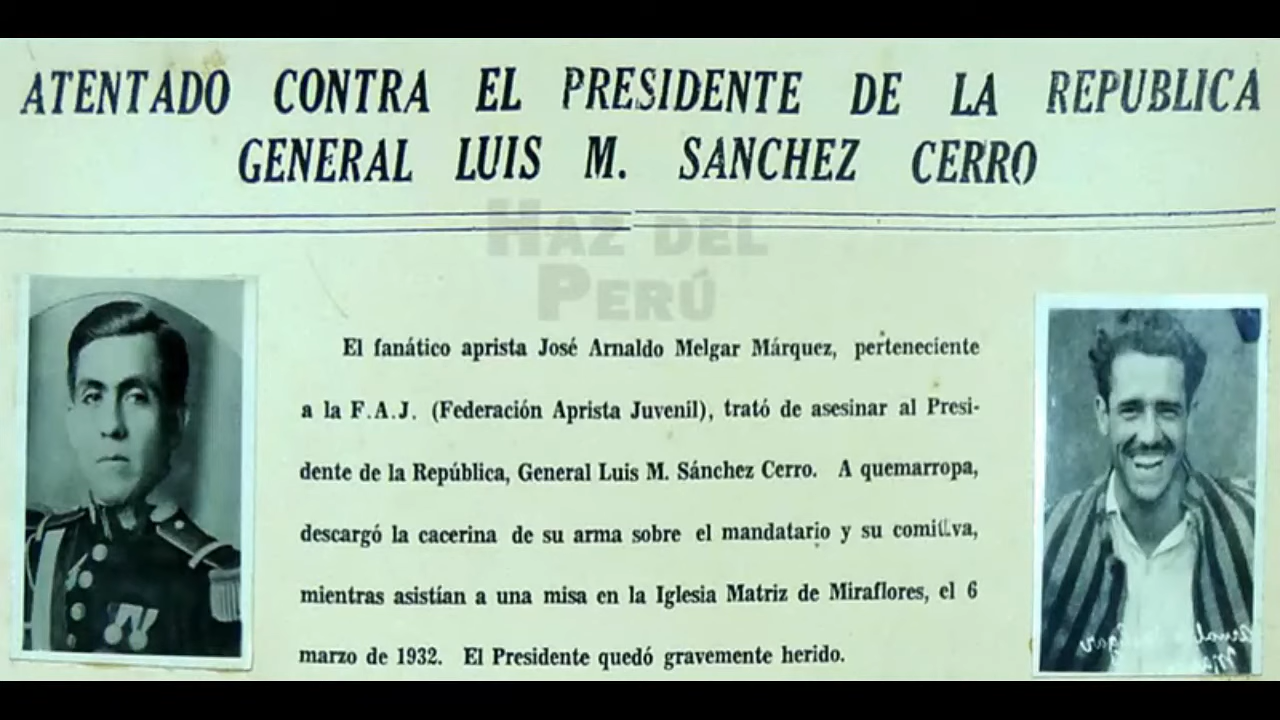 ATENTADO CONTRA EL PRESIDENTE DE LA REPUBLICA
GENERAL LUIS M. SANCHEZ CERRO
HAZ DEL
PERÚ
El fanático aprista José Arnaldo Melgar Márquez, perteneciente
a la F.A.J. (Federación Aprista Juvenil), trató de asesinar al Presi-
dente de la República, General Luis M. Sánchez Cerro. A quemarropa,
descargó la cacerina de su arma sobre el mandatario y su comitiva,
mientras asistían a una misa en la Iglesia Matriz de Miraflores, el 6
marzo de 1932. El Presidente quedó gravemente herido.